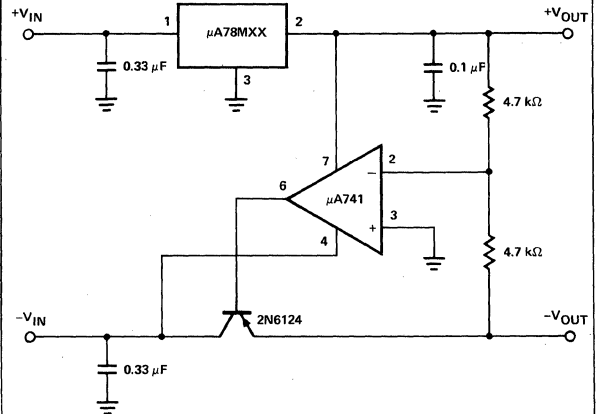 +VIN
1
μA78MXX
2
+VOUT
0.33 μF
3
0.1 μF
4.7 kΩ
7
2
6
μA741
−
3
+
4
4.7 kΩ
−VIN
2N6124
−VOUT
0.33 μF